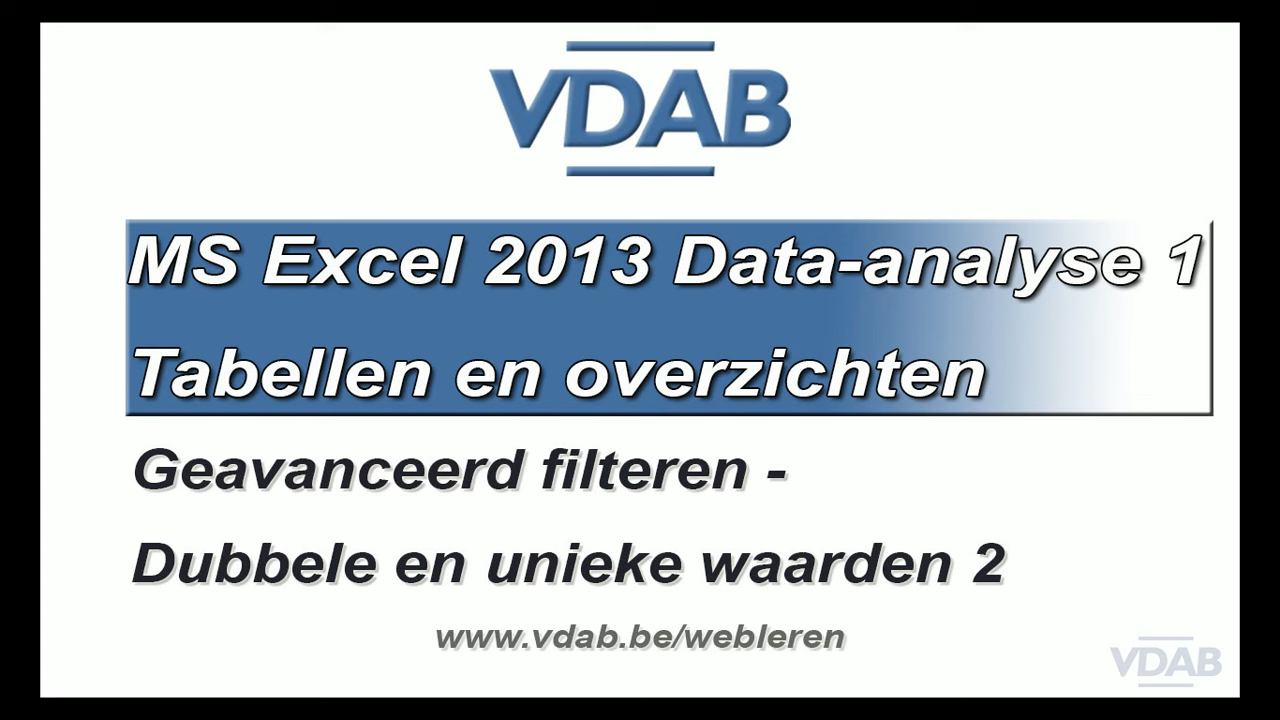 VDAB
MS Excel 2013 Data-analyse 1
Tabellen en overzichten
Geavanceerd filteren -
Dubbele en unieke waarden 2
www.vdab.be/webleren
VDAB